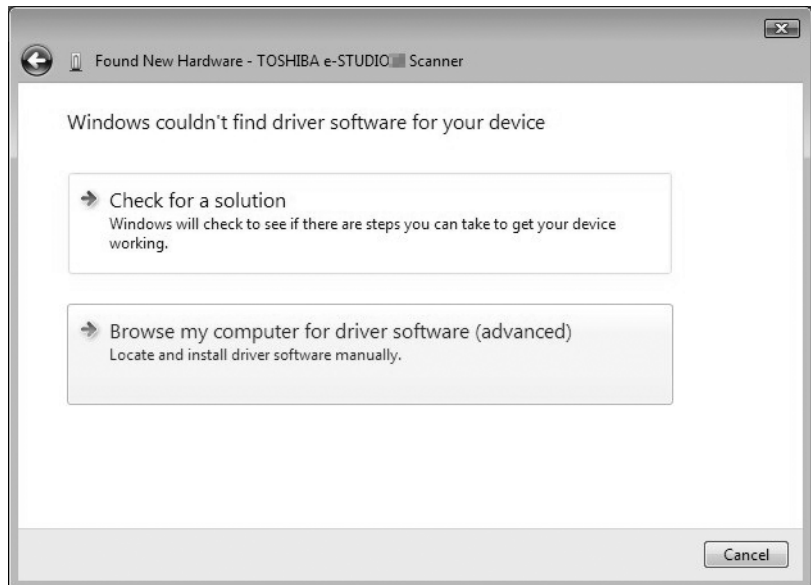 Found New Hardware - TOSHIBA e-STUDIO Scanner
Windows couldn't find driver software for your device
Check for a solution
Windows will check to see if there are steps you can take to get your device
working.
Browse my computer for driver software (advanced)
Locate and install driver software manually.
Cancel